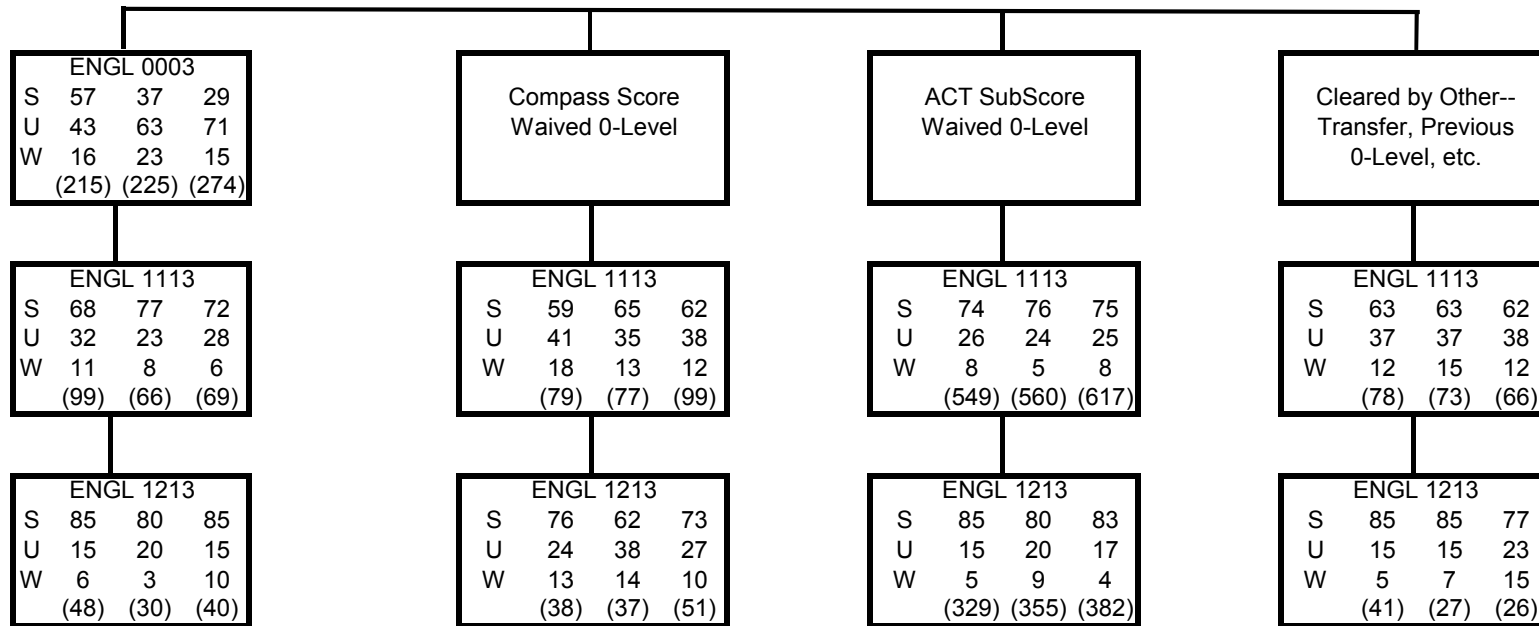 ENGL 0003
S 57 37 29
U 43 63 71
W 16 23 15
(215) (225) (274)
Compass Score
Waived 0-Level
ACT SubScore
Waived 0-Level
Cleared by Other--
Transfer, Previous
0-Level, etc.
ENGL 1113
S 68 77 72
U 32 23 28
W 11 8 6
(99) (66) (69)
ENGL 1113
S 59 65 62
U 41 35 38
W 18 13 12
(79) (77) (99)
ENGL 1113
S 74 76 75
U 26 24 25
W 8 5 8
(549) (560) (617)
ENGL 1113
S 63 63 62
U 37 37 38
W 12 15 12
(78) (73) (66)
ENGL 1213
S 85 80 85
U 15 20 15
W 6 3 10
(48) (30) (40)
ENGL 1213
S 76 62 73
U 24 38 27
W 13 14 10
(38) (37) (51)
ENGL 1213
S 85 80 83
U 15 20 17
W 5 9 4
(329) (355) (382)
ENGL 1213
S 85 85 77
U 15 15 23
W 5 7 15
(41) (27) (26)